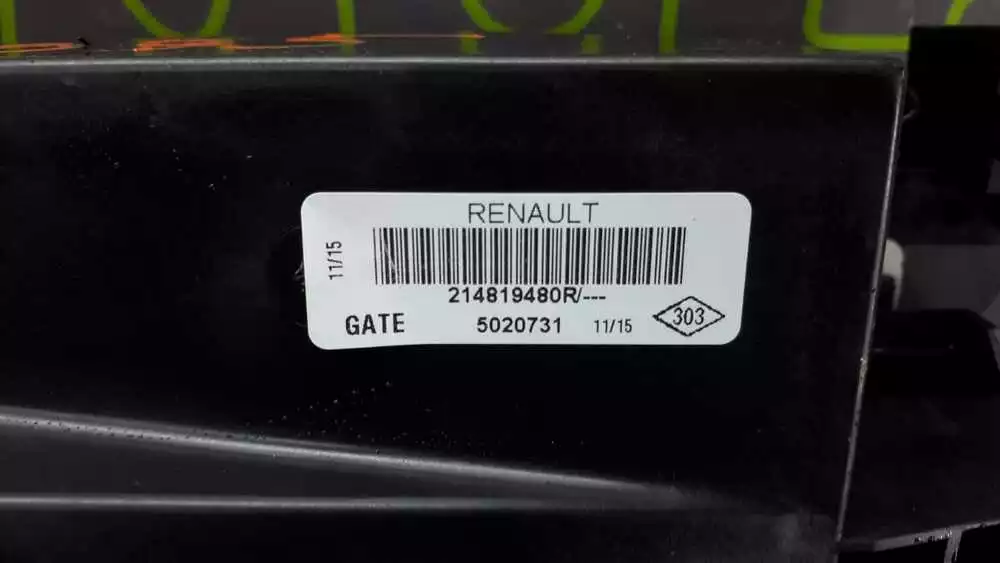 RENAULT
11/15
214819480R/---
GATE 5020731 11/15 303